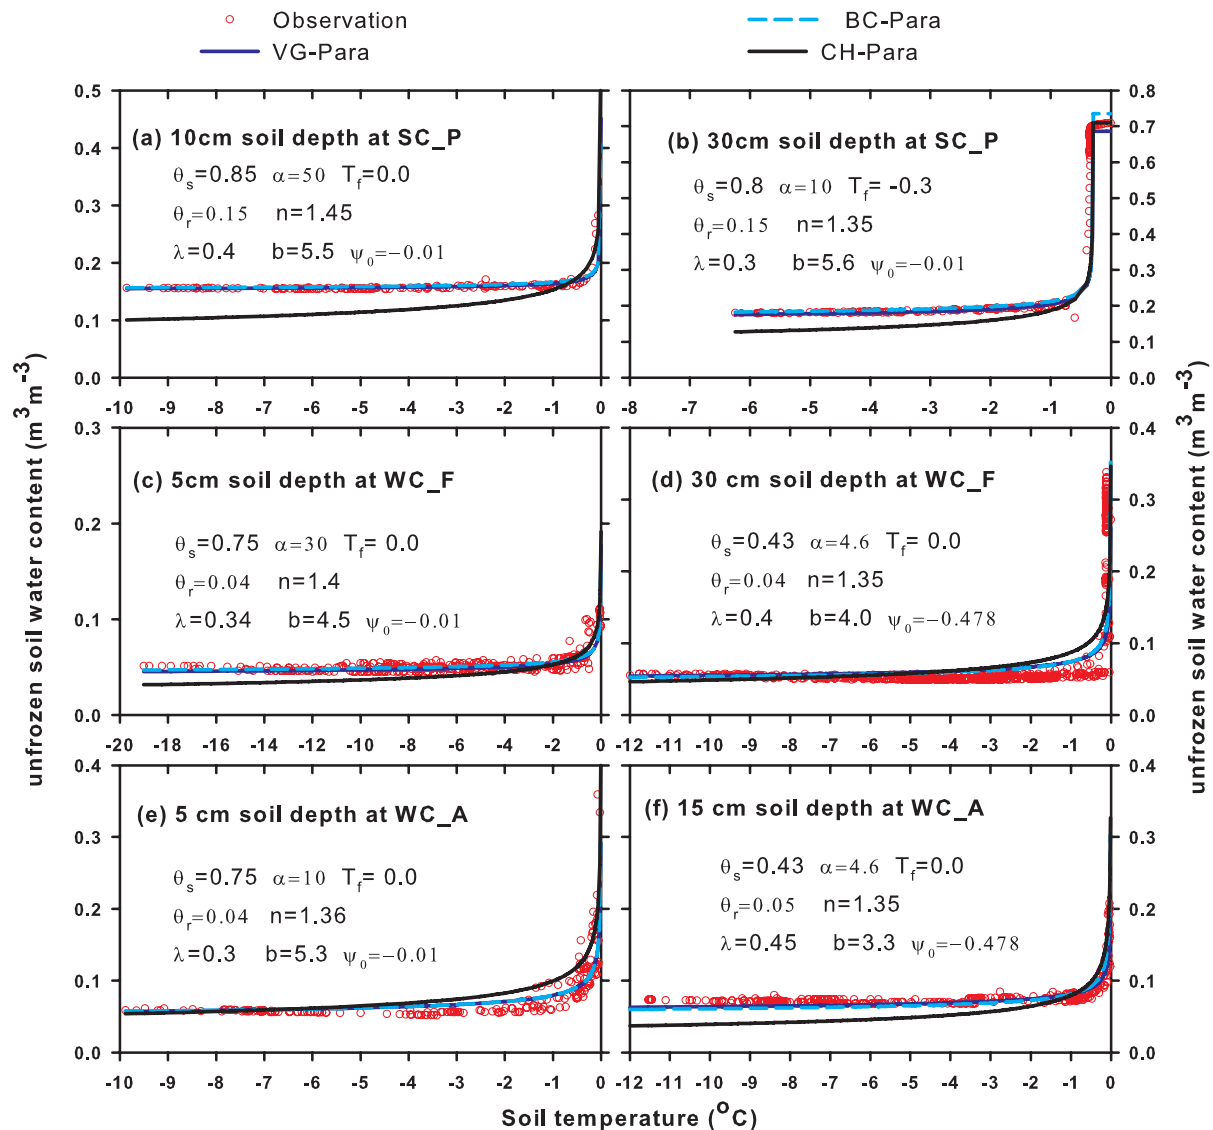 Observation
BC-Para
VG-Para
CH-Para
unfrozen soil water content (m³m⁻³)
0.5
0.4
0.3
0.2
0.1
0.0
(a) 10cm soil depth at SC_P
θs=0.85 α=50 Tf=0.0
θr=0.15 n=1.45
λ=0.4 b=5.5 ψ0=−0.01
-10 -9 -8 -7 -6 -5 -4 -3 -2 -1 0
(b) 30cm soil depth at SC_P
θs=0.8 α=10 Tf= -0.3
θr=0.15 n=1.35
λ=0.3 b=5.6 ψ0=−0.01
0.8
0.7
0.6
0.5
0.4
0.3
0.2
0.1
0.0
-8 -7 -6 -5 -4 -3 -2 -1 0
0.3
0.2
0.1
0.0
(c) 5cm soil depth at WC_F
θs=0.75 α=30 Tf= 0.0
θr=0.04 n=1.4
λ=0.34 b=4.5 ψ0=−0.01
-20 -18 -16 -14 -12 -10 -8 -6 -4 -2 0
(d) 30 cm soil depth at WC_F
θs=0.43 α=4.6 Tf= 0.0
θr=0.04 n=1.35
λ=0.4 b=4.0 ψ0=−0.478
0.4
0.3
0.2
0.1
0.0
-12 -11 -10 -9 -8 -7 -6 -5 -4 -3 -2 -1 0
0.4
0.3
0.2
0.1
0.0
(e) 5 cm soil depth at WC_A
θs=0.75 α=10 Tf= 0.0
θr=0.04 n=1.36
λ=0.3 b=5.3 ψ0=−0.01
-10 -9 -8 -7 -6 -5 -4 -3 -2 -1 0
(f) 15 cm soil depth at WC_A
θs=0.43 α=4.6 Tf=0.0
θr=0.05 n=1.35
λ=0.45 b=3.3 ψ0=−0.478
0.4
0.3
0.2
0.1
0.0
-12 -11 -10 -9 -8 -7 -6 -5 -4 -3 -2 -1 0
unfrozen soil water content (m³m⁻³)
Soil temperature (°C)